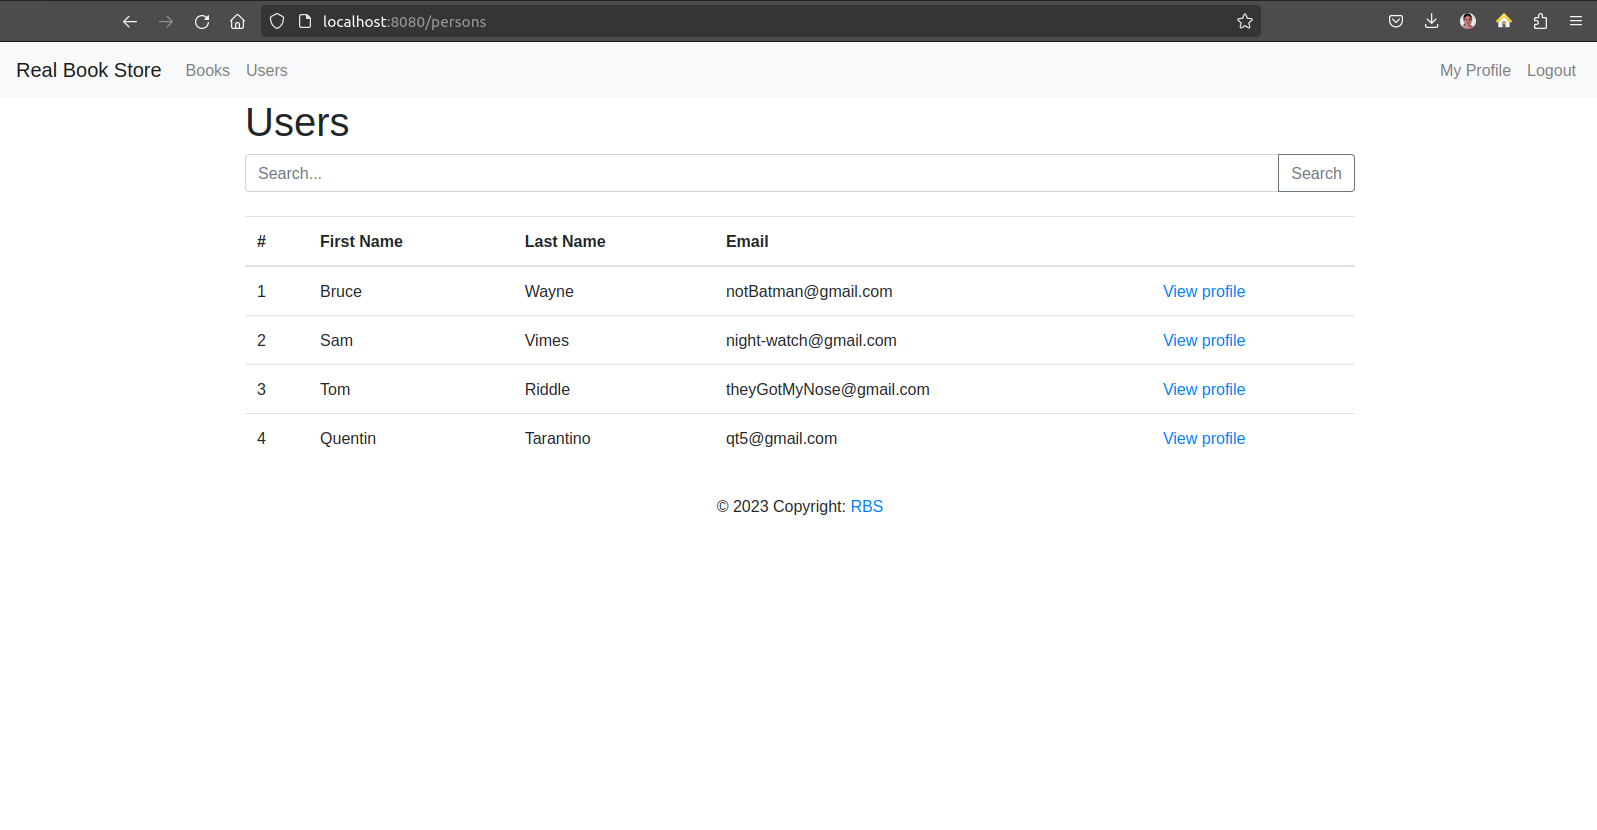 localhost:8080/persons
Real Book Store Books Users My Profile Logout
Users
Search... Search
# First Name Last Name Email
1 Bruce Wayne notBatman@gmail.com View profile
2 Sam Vimes night-watch@gmail.com View profile
3 Tom Riddle theyGotMyNose@gmail.com View profile
4 Quentin Tarantino qt5@gmail.com View profile
© 2023 Copyright: RBS